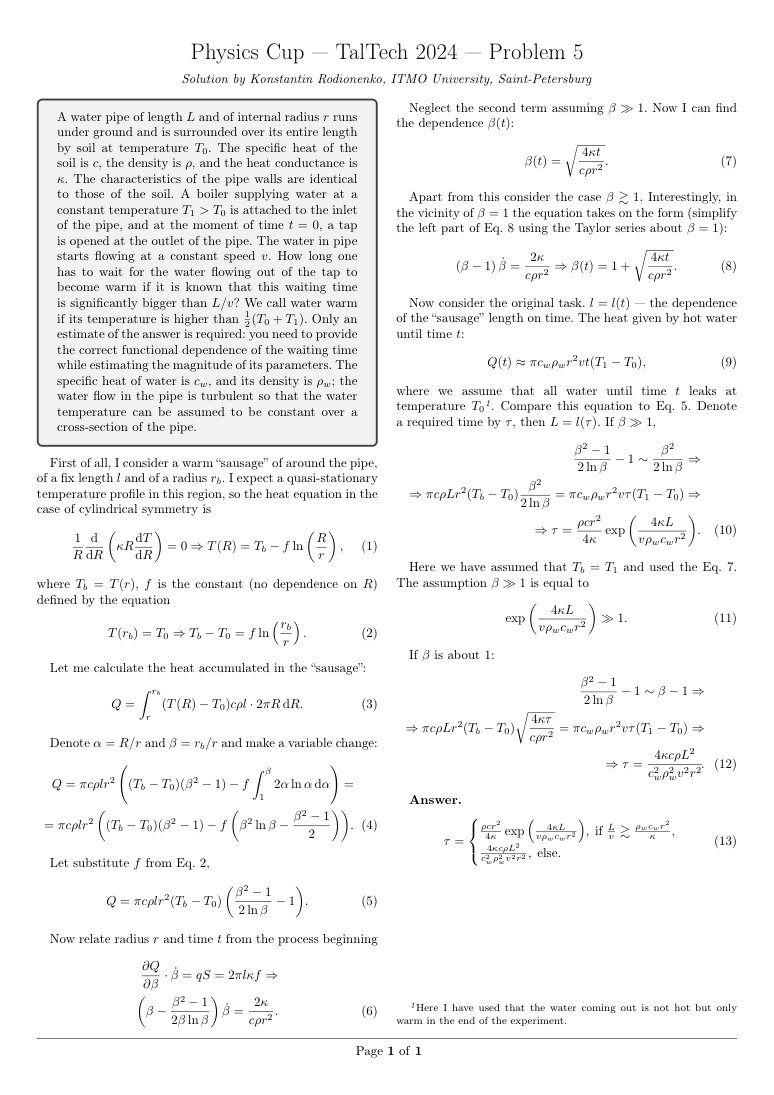 Physics Cup — TalTech 2024 — Problem 5
Solution by Konstantin Rodionenko, ITMO University, Saint-Petersburg
A water pipe of length L and of internal radius r runs
under ground and is surrounded over its entire length
by soil at temperature T₀. The specific heat of the
soil is c, the density is ρ, and the heat conductance is
κ. The characteristics of the pipe walls are identical
to those of the soil. A boiler supplying water at a
constant temperature T₁ > T₀ is attached to the inlet
of the pipe, and at the moment of time t = 0, a tap
is opened at the outlet of the pipe. The water in pipe
starts flowing at a constant speed v. How long one
has to wait for the water flowing out of the tap to
become warm if it is known that this waiting time
is significantly bigger than L/v? We call water warm
if its temperature is higher than ½(T₀ + T₁). Only an
estimate of the answer is required: you need to provide
the correct functional dependence of the waiting time
while estimating the magnitude of its parameters. The
specific heat of water is c_w, and its density is ρ_w; the
water flow in the pipe is turbulent so that the water
temperature can be assumed to be constant over a
cross-section of the pipe.
First of all, I consider a warm “sausage” of around the pipe,
of a fix length l and of a radius r_b. I expect a quasi-stationary
temperature profile in this region, so the heat equation in the
case of cylindrical symmetry is
1/R d/dR (κR dT/dR) = 0 ⇒ T(R) = T_b − f ln (R/r), (1)
where T_b = T(r), f is the constant (no dependence on R)
defined by the equation
T(r_b) = T₀ ⇒ T_b − T₀ = f ln (r_b/r). (2)
Let me calculate the heat accumulated in the “sausage”:
Q = ∫_r^{r_b} (T(R) − T₀)cρl · 2πR dR. (3)
Denote α = R/r and β = r_b/r and make a variable change:
Q = πcρlr² ((T_b − T₀)(β² − 1) − f ∫_1^β 2α ln α dα) =
= πcρlr² ((T_b − T₀)(β² − 1) − f (β² ln β − (β² − 1)/2)). (4)
Let substitute f from Eq. 2,
Q = πcρlr²(T_b − T₀) ((β² − 1)/(2 ln β) − 1). (5)
Now relate radius r and time t from the process beginning
∂Q/∂β · β̇ = qS = 2πlκf ⇒
(β − (β² − 1)/(2β ln β)) β̇ = 2κ/(cρr²). (6)
Neglect the second term assuming β ≫ 1. Now I can find
the dependence β(t):
β(t) = √(4κt/(cρr²)). (7)
Apart from this consider the case β ≳ 1. Interestingly, in
the vicinity of β = 1 the equation takes on the form (simplify
the left part of Eq. 8 using the Taylor series about β = 1):
(β − 1) β̇ = 2κ/(cρr²) ⇒ β(t) = 1 + √(4κt/(cρr²)). (8)
Now consider the original task. l = l(t) — the dependence
of the “sausage” length on time. The heat given by hot water
until time t:
Q(t) ≈ πc_wρ_wr²vt(T₁ − T₀), (9)
where we assume that all water until time t leaks at
temperature T₀¹. Compare this equation to Eq. 5. Denote
a required time by τ, then L = l(τ). If β ≫ 1,
(β² − 1)/(2 ln β) − 1 ∼ β²/(2 ln β) ⇒
⇒ πcρLr²(T_b − T₀) β²/(2 ln β) = πc_wρ_wr²vτ(T₁ − T₀) ⇒
⇒ τ = ρcr²/(4κ) exp (4κL/(vρ_wc_wr²)). (10)
Here we have assumed that T_b = T₁ and used the Eq. 7.
The assumption β ≫ 1 is equal to
exp (4κL/(vρ_wc_wr²)) ≫ 1. (11)
If β is about 1:
(β² − 1)/(2 ln β) − 1 ∼ β − 1 ⇒
⇒ πcρLr²(T_b − T₀)√(4κτ/(cρr²)) = πc_wρ_wr²vτ(T₁ − T₀) ⇒
⇒ τ = 4κcρL²/(c_w²ρ_w²v²r²) (12)
Answer.
τ = { ρcr²/(4κ) exp (4κL/(vρ_wc_wr²)), if L/v ≳ ρ_wc_wr²/κ,
4κcρL²/(c_w²ρ_w²v²r²), else. (13)
¹Here I have used that the water coming out is not hot but only
warm in the end of the experiment.
Page 1 of 1